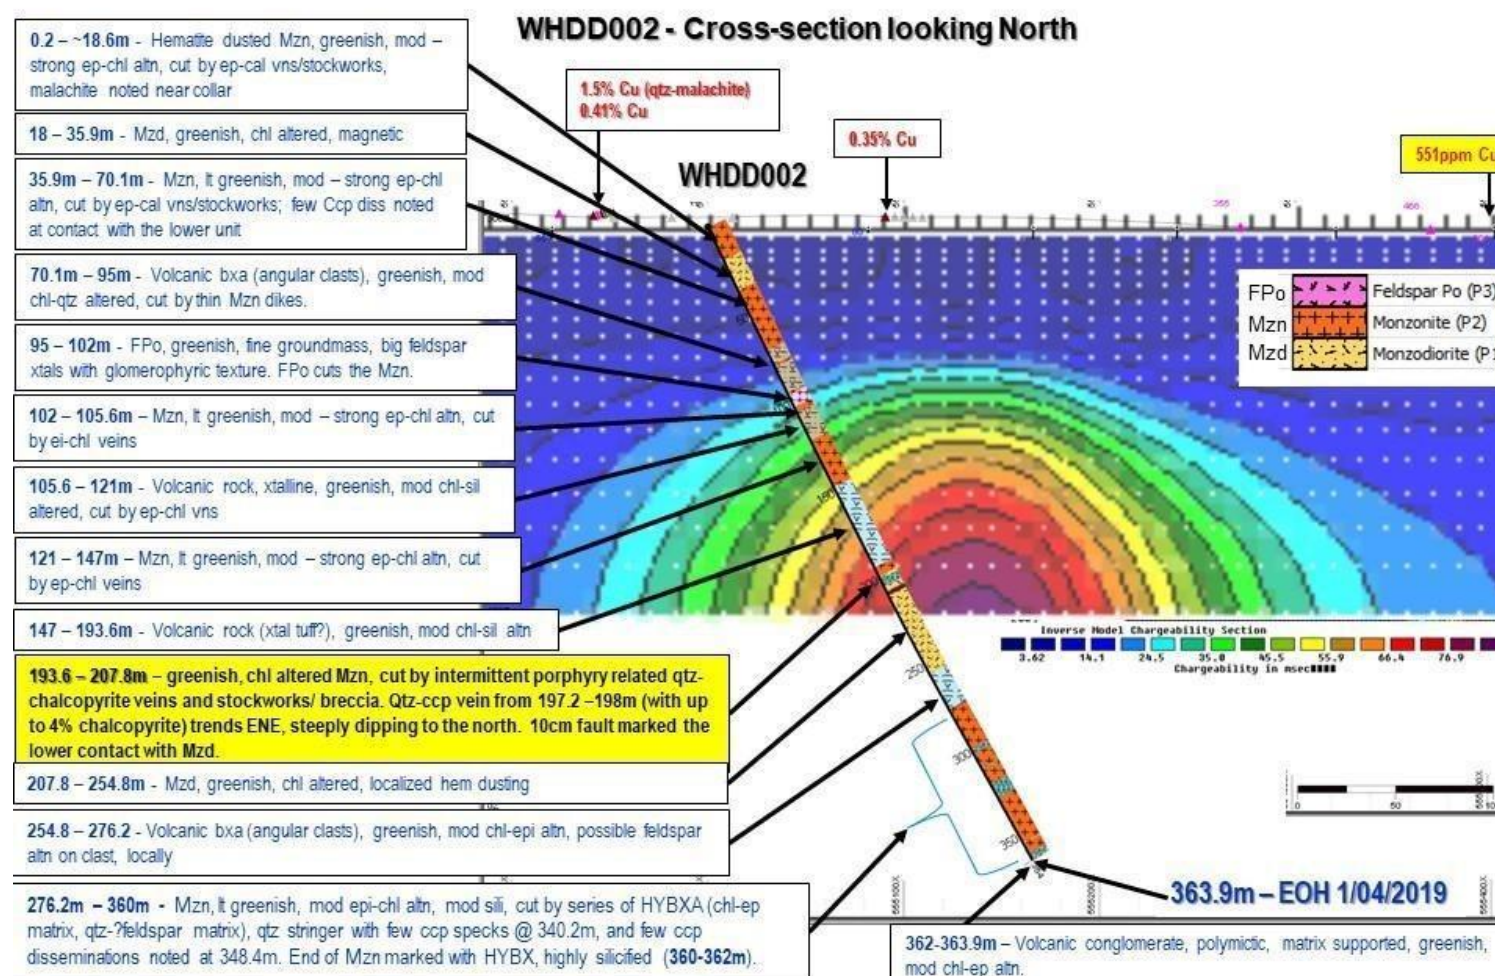 WHDD002 - Cross-section looking North
0.2 – ~18.6m - Hematite dusted Mzn, greenish, mod –
strong ep-chl altn, cut by ep-cal vns/stockworks,
malachite noted near collar
1.5% Cu (qtz-malachite)
0.41% Cu
0.35% Cu
551ppm Cu
WHDD002
18 – 35.9m - Mzd, greenish, chl altered, magnetic
35.9m – 70.1m - Mzn, lt greenish, mod – strong ep-chl
altn, cut by ep-cal vns/stockworks; few Ccp diss noted
at contact with the lower unit
70.1m – 95m - Volcanic bxa (angular clasts), greenish, mod
chl-qtz altered, cut by thin Mzn dikes.
95 – 102m - FPo, greenish, fine groundmass, big feldspar
xtals with glomerophyric texture. FPo cuts the Mzn.
102 – 105.6m – Mzn, lt greenish, mod – strong ep-chl altn, cut
by ei-chl veins
105.6 – 121m - Volcanic rock, xtalline, greenish, mod chl-sil
altered, cut by ep-chl vns
121 – 147m – Mzn, lt greenish, mod – strong ep-chl altn, cut
by ep-chl veins
147 – 193.6m - Volcanic rock (xtal tuff?), greenish, mod chl-sil altn
193.6 – 207.8m – greenish, chl altered Mzn, cut by intermittent porphyry related qtz-
chalcopyrite veins and stockworks/ breccia. Qtz-ccp vein from 197.2 –198m (with up
to 4% chalcopyrite) trends ENE, steeply dipping to the north. 10cm fault marked the
lower contact with Mzd.
207.8 – 254.8m - Mzd, greenish, chl altered, localized hem dusting
254.8 – 276.2 - Volcanic bxa (angular clasts), greenish, mod chl-epi altn, possible feldspar
altn on clast, locally
276.2m – 360m - Mzn, lt greenish, mod epi-chl altn, mod sili, cut by series of HYBXA (chl-ep
matrix, qtz-?feldspar matrix), qtz stringer with few ccp specks @ 340.2m, and few ccp
disseminations noted at 348.4m. End of Mzn marked with HYBX, highly silicified (360-362m).
FPo Feldspar Po (P3)
Mzn Monzonite (P2)
Mzd Monzodiorite (P
Inverse Model Chargeability Section
3.62 14.1 24.5 35.0 45.5 55.9 66.4 76.9
Chargeability in msec
250
300
350
0 50
363.9m – EOH 1/04/2019
362-363.9m – Volcanic conglomerate, polymictic, matrix supported, greenish,
mod chl-ep altn.